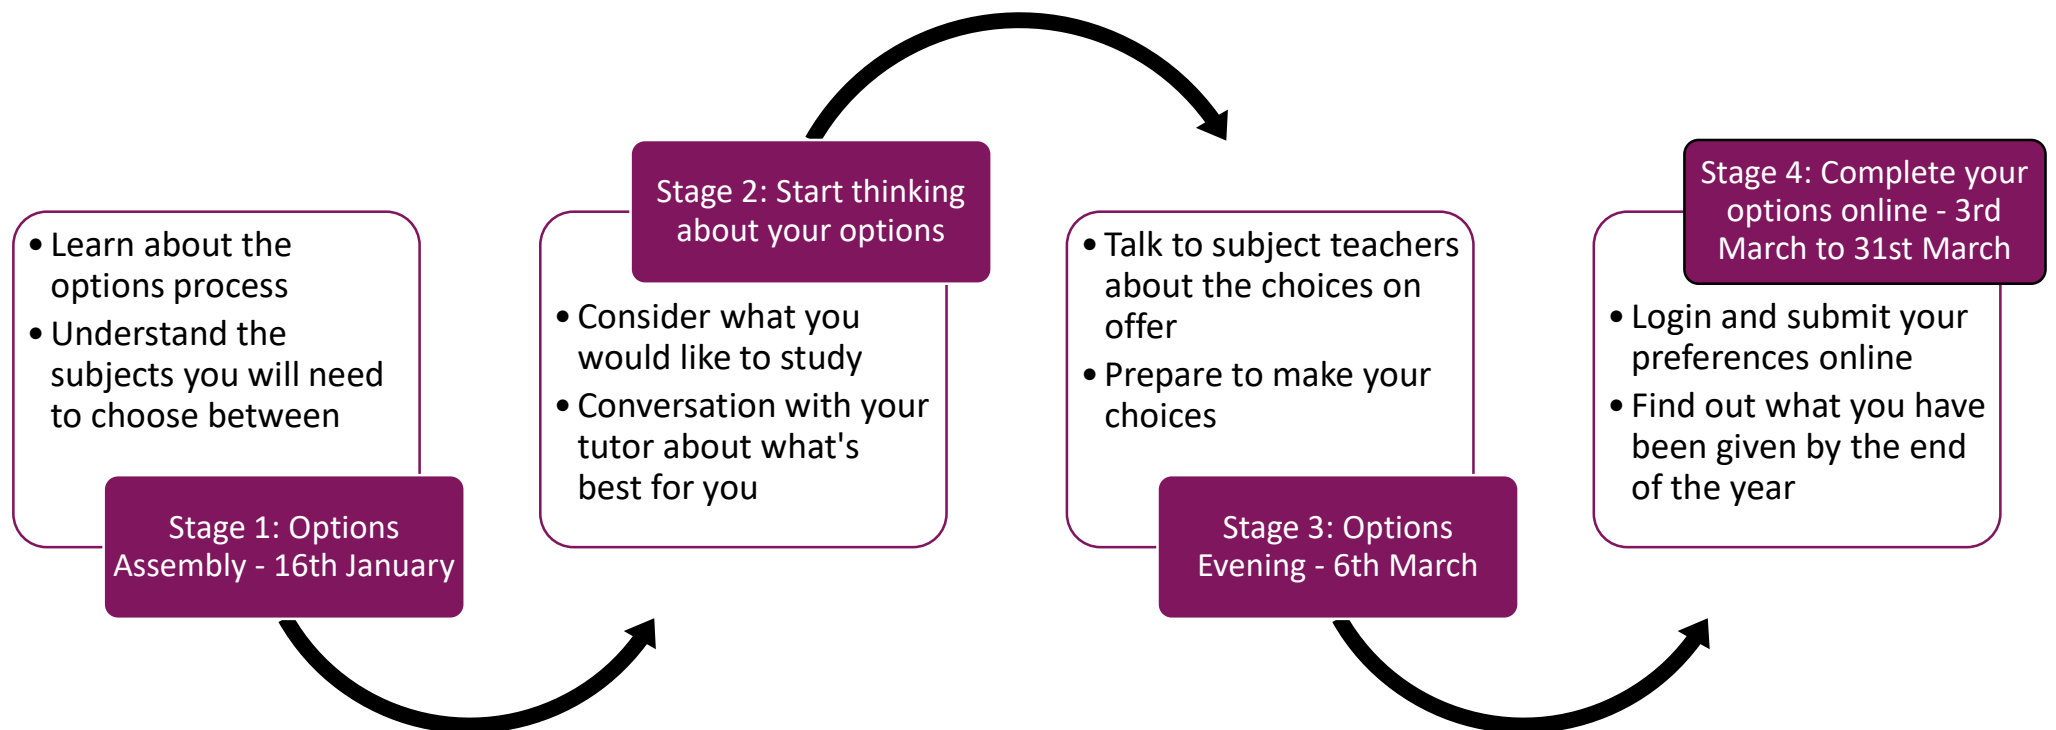 • Learn about the
options process
• Understand the
subjects you will need
to choose between
Stage 1: Options
Assembly - 16th January
Stage 2: Start thinking
about your options
• Consider what you
would like to study
• Conversation with your
tutor about what's
best for you
• Talk to subject teachers
about the choices on
offer
• Prepare to make your
choices
Stage 3: Options
Evening - 6th March
Stage 4: Complete your
options online - 3rd
March to 31st March
• Login and submit your
preferences online
• Find out what you have
been given by the end
of the year